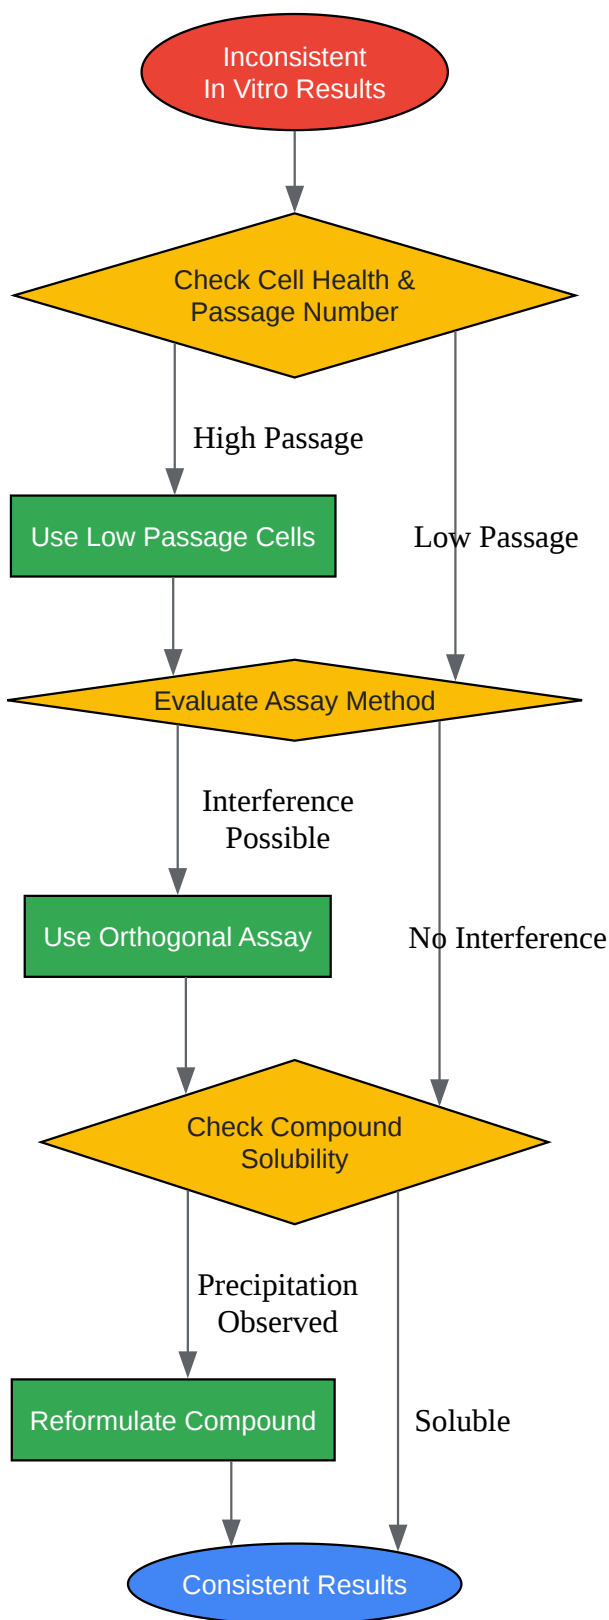 Inconsistent
In Vitro Results
Check Cell Health &
Passage Number
High Passage
Use Low Passage Cells
Low Passage
Evaluate Assay Method
Interference
Possible
Use Orthogonal Assay
No Interference
Check Compound
Solubility
Precipitation
Observed
Reformulate Compound
Soluble
Consistent Results